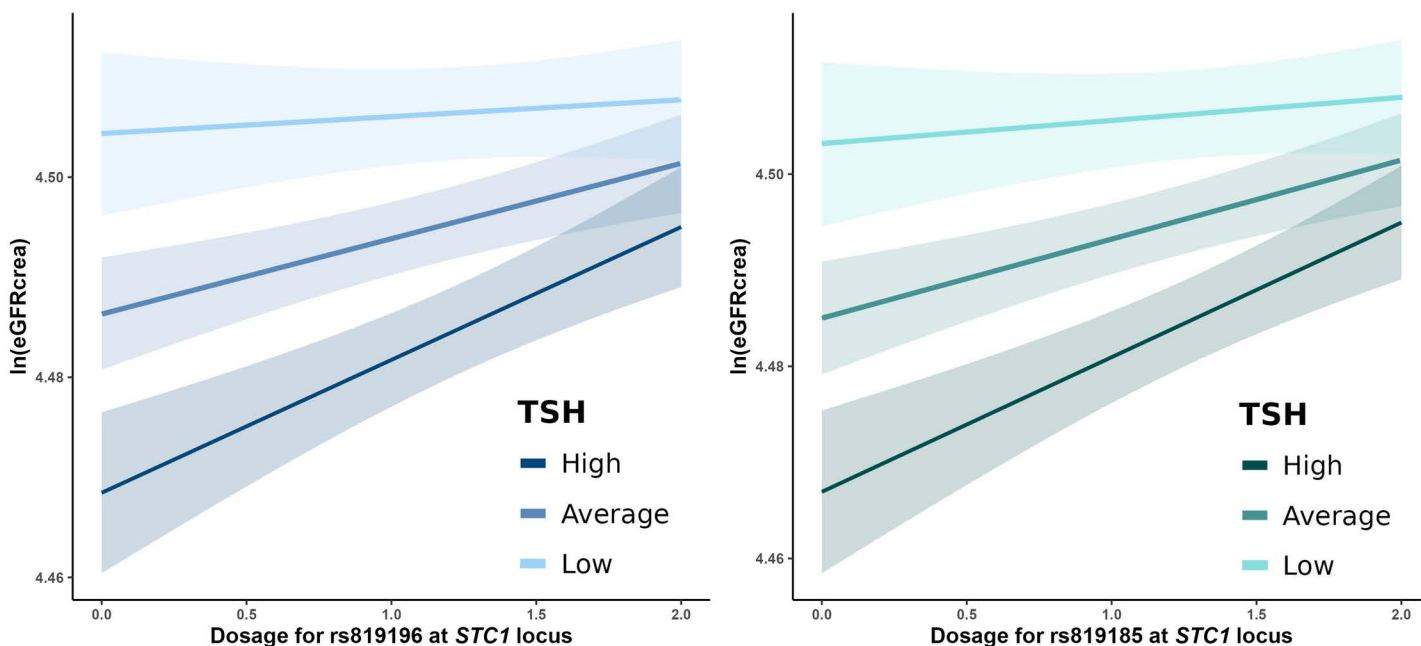 ln(eGFRcrea)
4.50
4.48
4.46
TSH
High
Average
Low
0.0 0.5 1.0 1.5 2.0
Dosage for rs819196 at STC1 locus
ln(eGFRcrea)
4.50
4.48
4.46
TSH
High
Average
Low
0.0 0.5 1.0 1.5 2.0
Dosage for rs819185 at STC1 locus